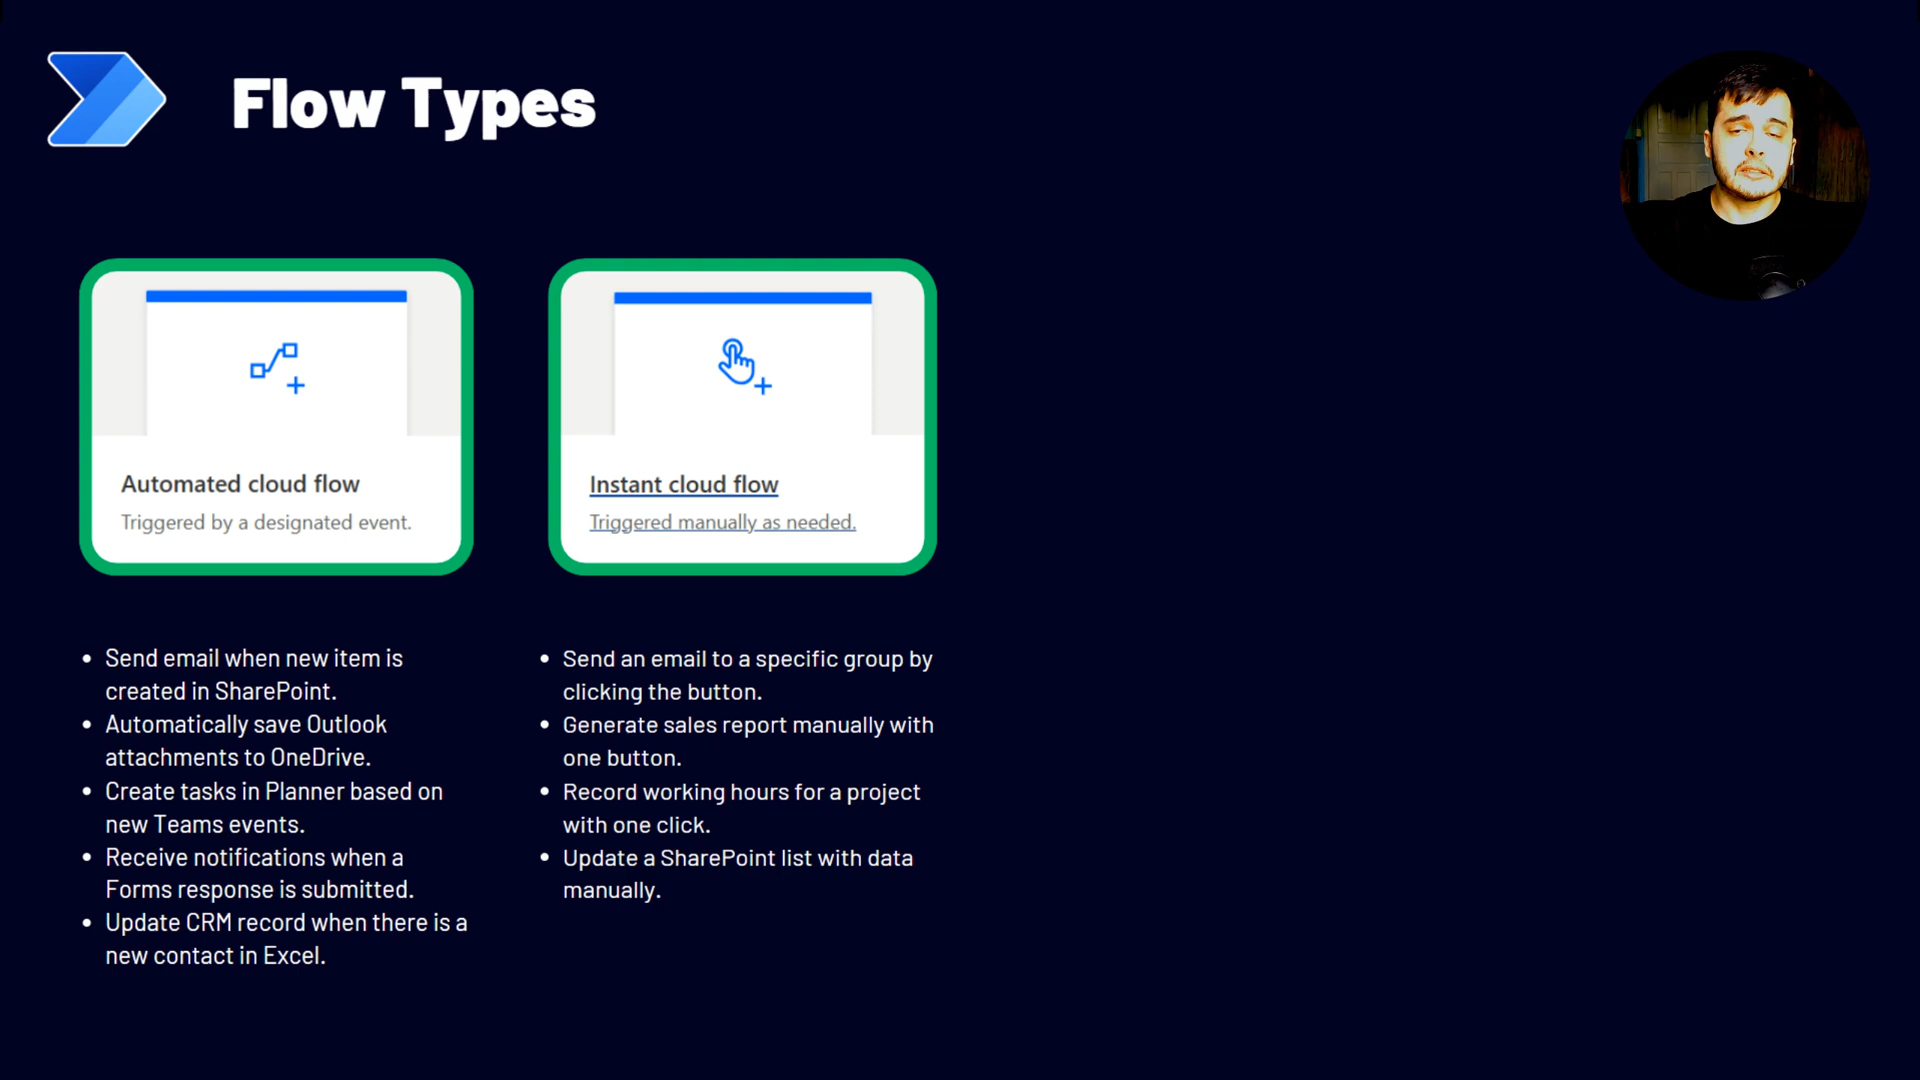 Flow Types
Automated cloud flow
Triggered by a designated event.
Instant cloud flow
Triggered manually as needed.
• Send email when new item is
created in SharePoint.
• Automatically save Outlook
attachments to OneDrive.
• Create tasks in Planner based on
new Teams events.
• Receive notifications when a
Forms response is submitted.
• Update CRM record when there is a
new contact in Excel.
• Send an email to a specific group by
clicking the button.
• Generate sales report manually with
one button.
• Record working hours for a project
with one click.
• Update a SharePoint list with data
manually.